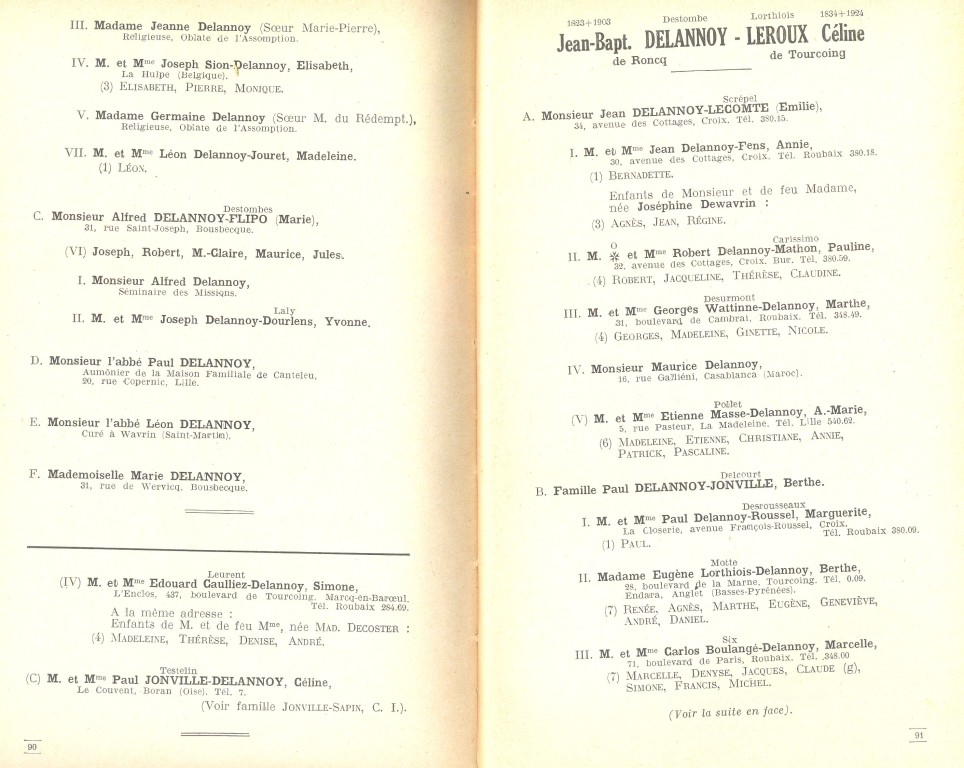 III. Madame Jeanne Delannoy (Sœur Marie-Pierre),
Religieuse, Oblate de l'Assomption.
IV. M. et Mme Joseph Sion-Delannoy, Elisabeth,
La Hulpe (Belgique).
(3) ELISABETH, PIERRE, MONIQUE.
V. Madame Germaine Delannoy (Sœur M. du Rédempt.),
Religieuse, Oblate de l'Assomption.
VII. M. et Mme Léon Delannoy-Jouret, Madeleine.
(1) LÉON.
Destombes
C. Monsieur Alfred DELANNOY-FLIPO (Marie),
31, rue Saint-Joseph, Bousbecque.
(VI) Joseph, Robert, M.-Claire, Maurice, Jules.
I. Monsieur Alfred Delannoy,
Séminaire des Missions.
Laly
II. M. et Mme Joseph Delannoy-Dourlens, Yvonne.
D. Monsieur l'abbé Paul DELANNOY,
Aumônier de la Maison Familiale de Canteleu,
20, rue Copernic, Lille.
E. Monsieur l'abbé Léon DELANNOY,
Curé à Wavrin (Saint-Martin).
F. Mademoiselle Marie DELANNOY,
31, rue de Wervicq, Bousbecque.
Leurent
(IV) M. et Mme Edouard Caulliez-Delannoy, Simone,
L'Enclos, 437, boulevard de Tourcoing, Marcq-en-Barœul.
Tél. Roubaix 284.69.
A la même adresse :
Enfants de M. et de feu Mme, née MAD. DECOSTER :
(4) MADELEINE, THÉRÈSE, DENISE, ANDRÉ.
Testelin
(C) M. et Mme Paul JONVILLE-DELANNOY, Céline,
Le Couvent, Boran (Oise). Tél. 7.
(Voir famille JONVILLE-SAPIN, C. I.).
90
1823+1903 Destombe Lorthiois 1834+1924
Jean-Bapt. DELANNOY - LEROUX Céline
de Roncq de Tourcoing
Scrépel
A. Monsieur Jean DELANNOY-LECOMTE (Emilie),
34, avenue des Cottages, Croix. Tél. 380.15.
I. M. et Mme Jean Delannoy-Fens, Annie,
30, avenue des Cottages, Croix. Tél. Roubaix 380.18.
(1) BERNADETTE.
Enfants de Monsieur et de feu Madame,
née Joséphine Dewavrin :
(3) AGNÈS, JEAN, RÉGINE.
Carissimo
II. M. et Mme Robert Delannoy-Mathon, Pauline,
32, avenue des Cottages, Croix. Bur. Tél. 380.59.
(4) ROBERT, JACQUELINE, THÉRÈSE, CLAUDINE.
Desurmont
III. M. et Mme Georges Wattinne-Delannoy, Marthe,
31, boulevard de Cambrai, Roubaix. Tél. 348.49.
(4) GEORGES, MADELEINE, GINETTE, NICOLE.
IV. Monsieur Maurice Delannoy,
16, rue Galliéni, Casablanca (Maroc).
Pollet
(V) M. et Mme Etienne Masse-Delannoy, A.-Marie,
5, rue Pasteur, La Madeleine. Tél. Lille 540.62.
(6) MADELEINE, ETIENNE, CHRISTIANE, ANNIE,
PATRICK, PASCALINE.
Delcourt
B. Famille Paul DELANNOY-JONVILLE, Berthe.
Desrousseaux
I. M. et Mme Paul Delannoy-Roussel, Marguerite,
La Closerie, avenue François-Roussel, Croix.
Tél. Roubaix 380.09.
(1) PAUL.
Motte
II. Madame Eugène Lorthiois-Delannoy, Berthe,
28, boulevard de la Marne, Tourcoing. Tél. 0.09.
Endara, Anglet (Basses-Pyrénées).
(7) RENÉE, AGNÈS, MARTHE, EUGÈNE, GENEVIÈVE,
ANDRÉ, DANIEL.
Six
III. M. et Mme Carlos Boulangé-Delannoy, Marcelle,
71, boulevard de Paris, Roubaix. Tél. 348.00
(7) MARCELLE, DENYSE, JACQUES, CLAUDE (g),
SIMONE, FRANCIS, MICHEL.
(Voir la suite en face).
91